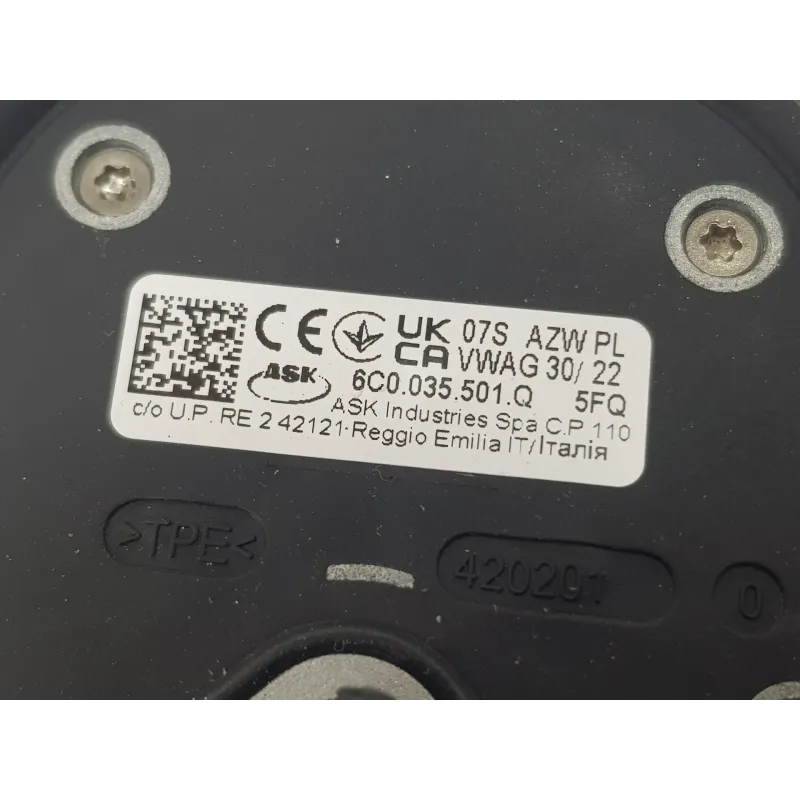 CE UK CA 07S AZW PL
VWAG 30/ 22
ASK 6C0.035.501.Q 5FQ
ASK Industries Spa C.P 110
c/o U.P. RE 2 42121-Reggio Emilia IT/Італія
>TPE<
420201
0